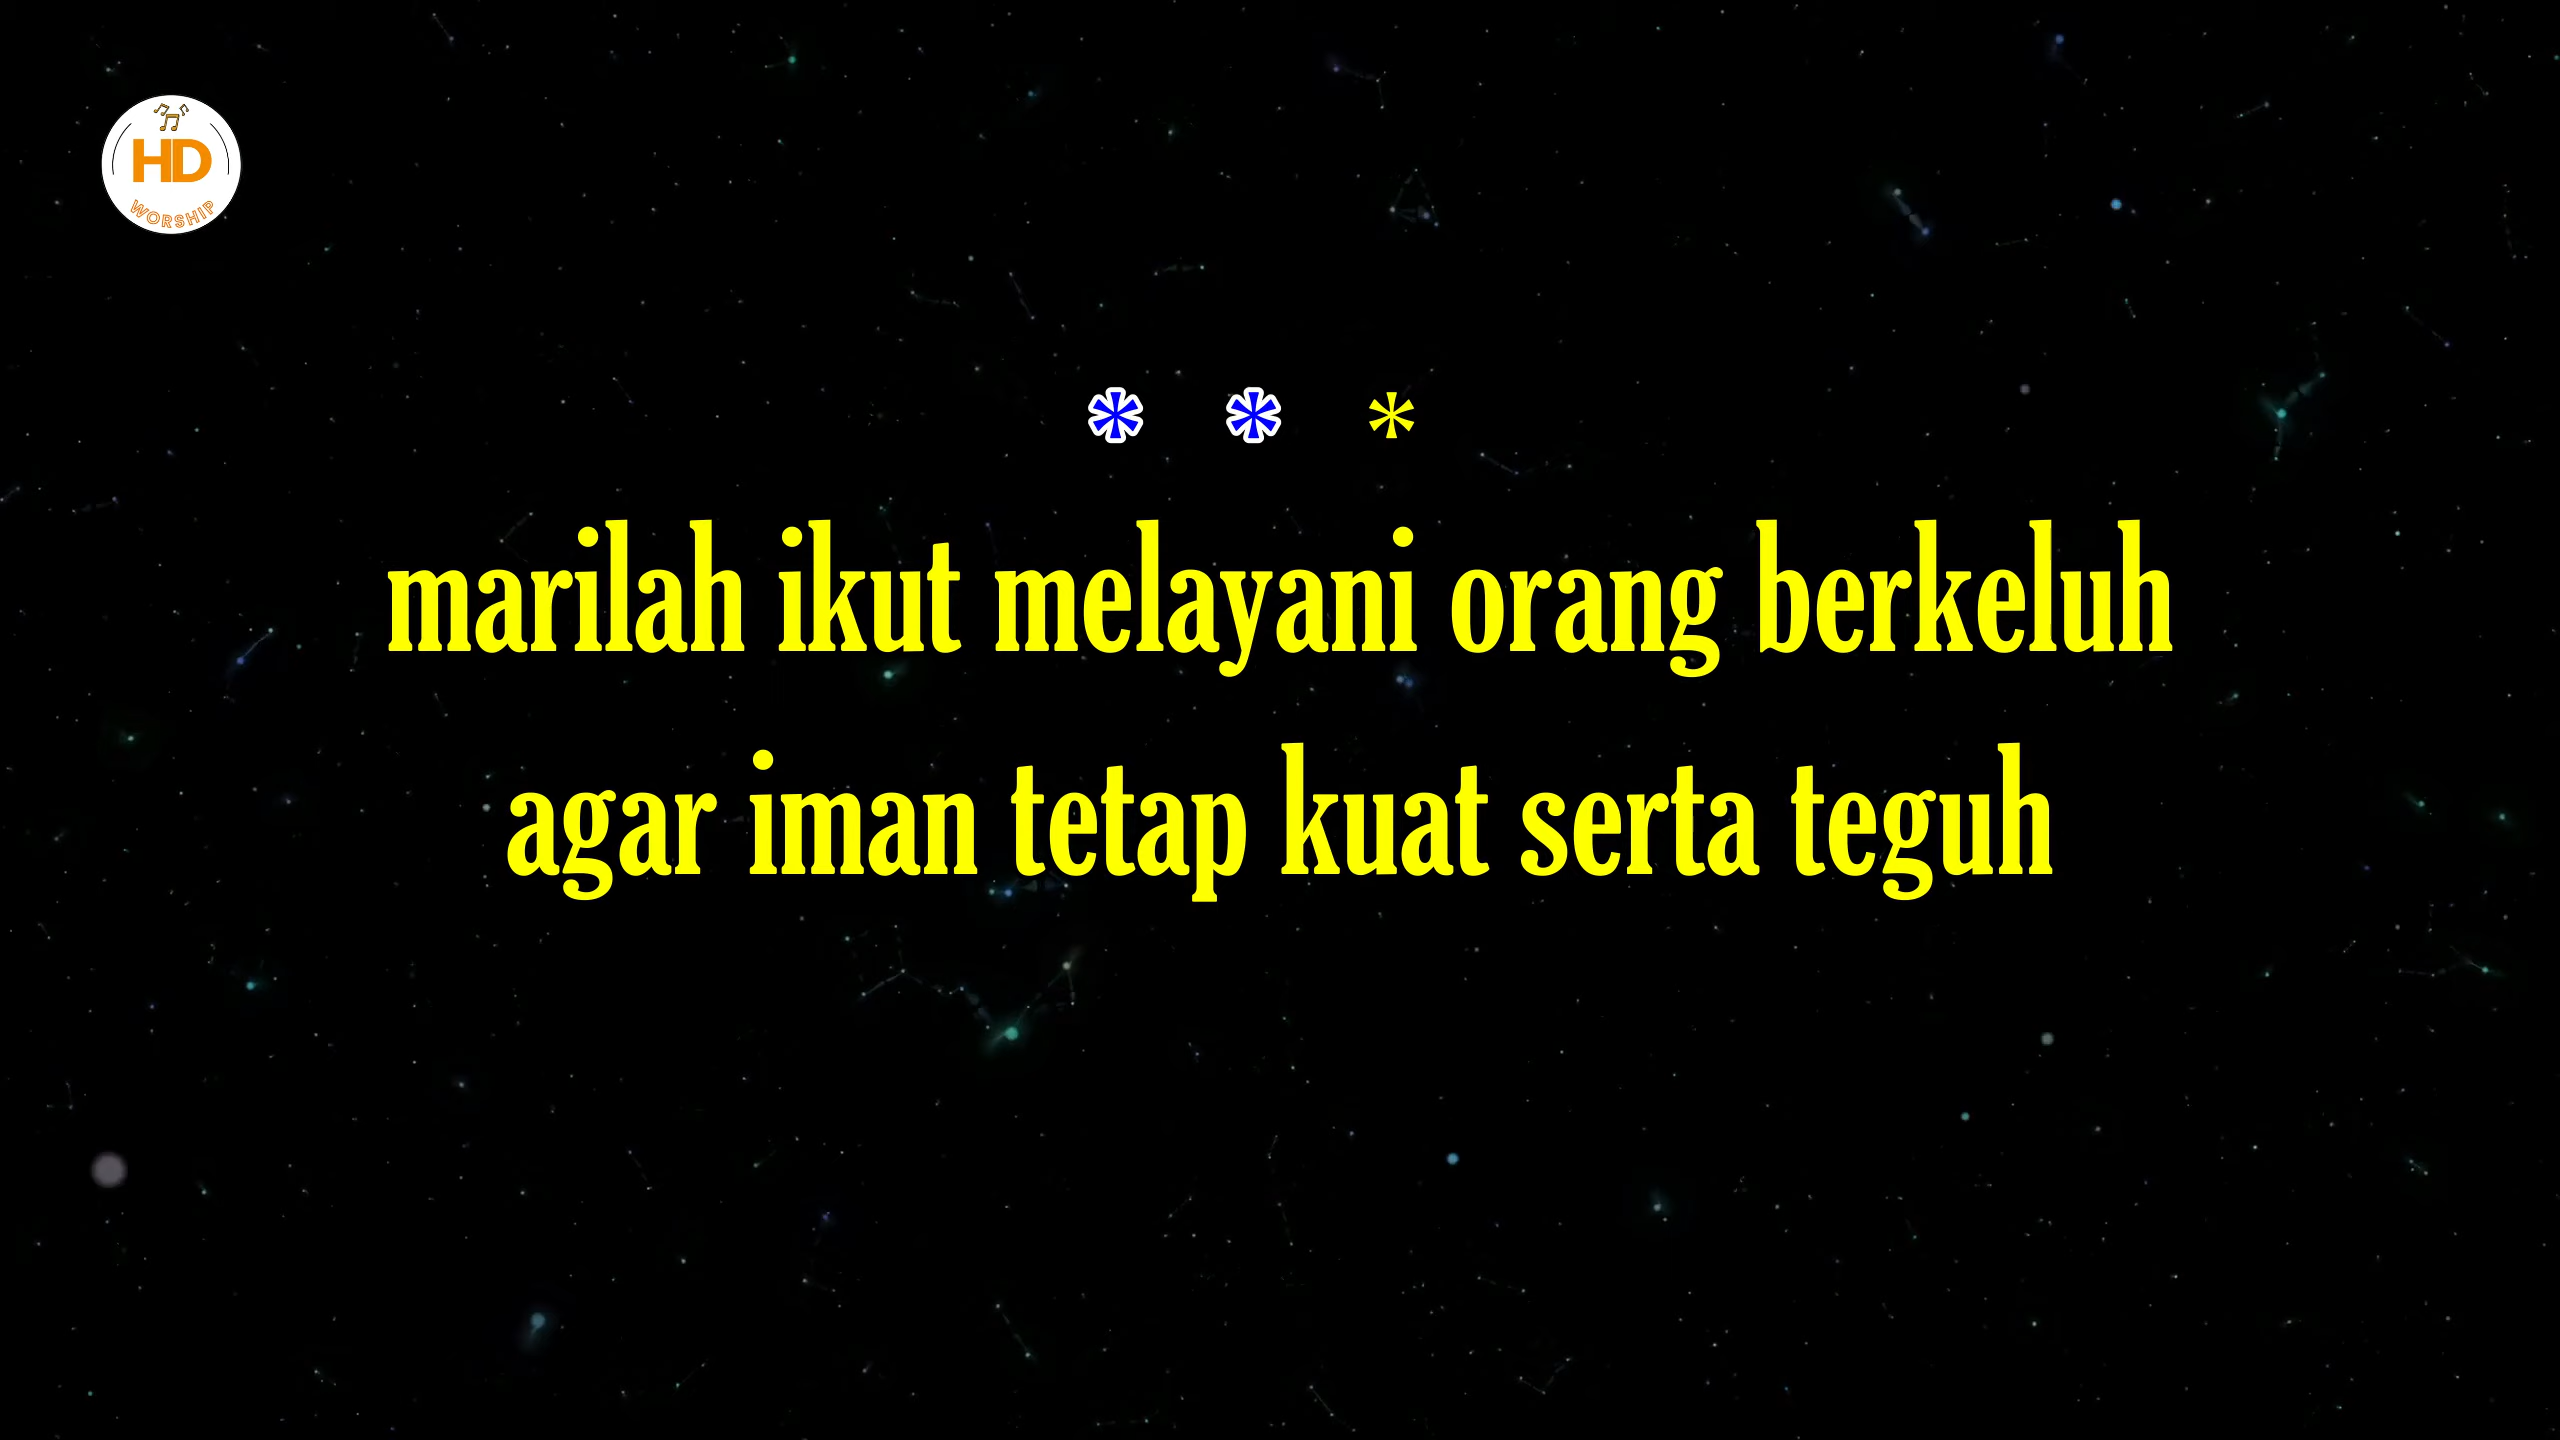 HD
WORSHIP
* * *
marilah ikut melayani orang berkeluh
agar iman tetap kuat serta teguh